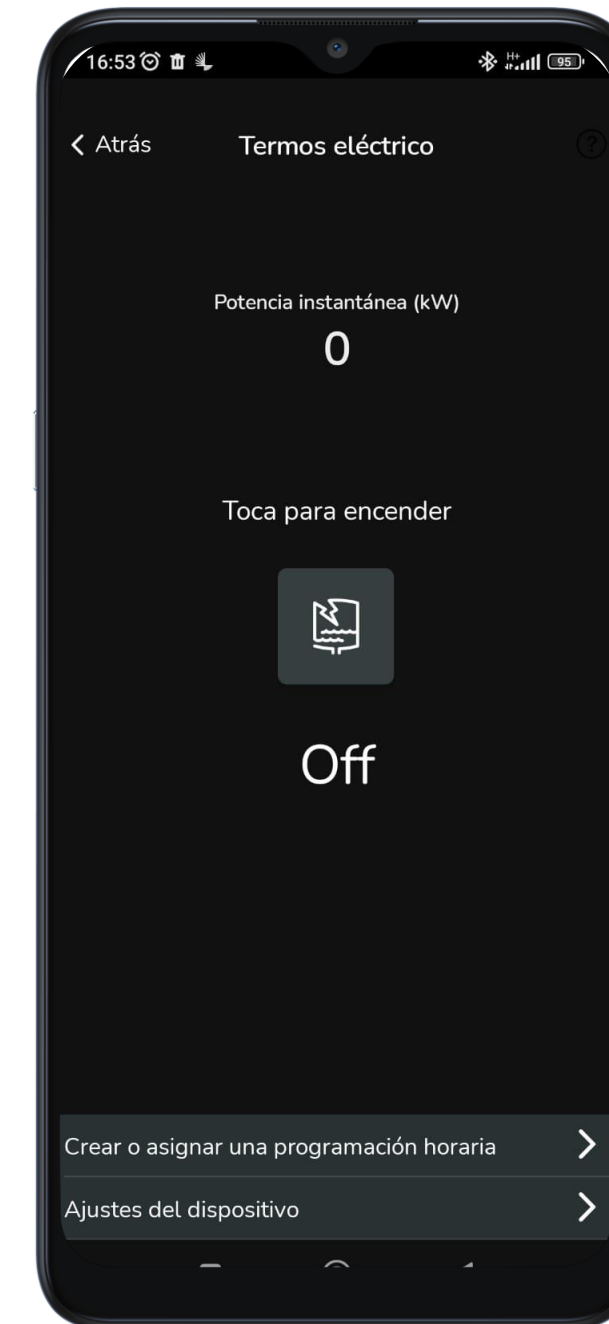 16:53
H+
95
Atrás
Termos eléctrico
?
Potencia instantánea (kW)
0
Toca para encender
Off
Crear o asignar una programación horaria
Ajustes del dispositivo